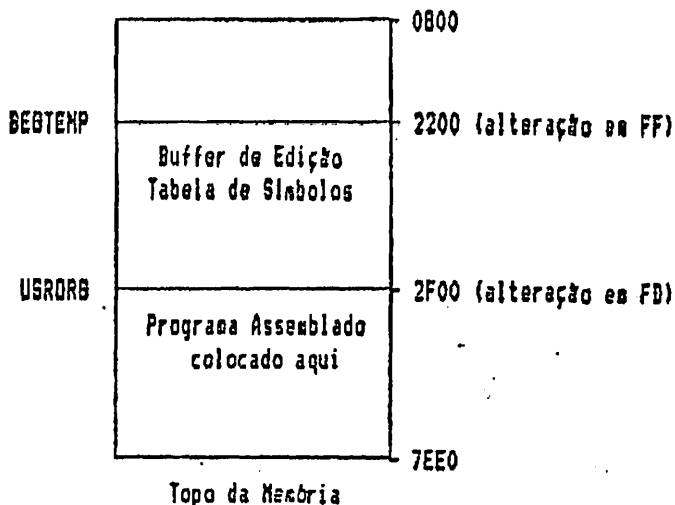 0800
BEGTEMP
2200 (alteração em FF)
Buffer de Edição
Tabela de Símbolos
USRORG
2F00 (alteração em FD)
Programa Assemblado
colocado aqui
7EE0
Topo da Memória